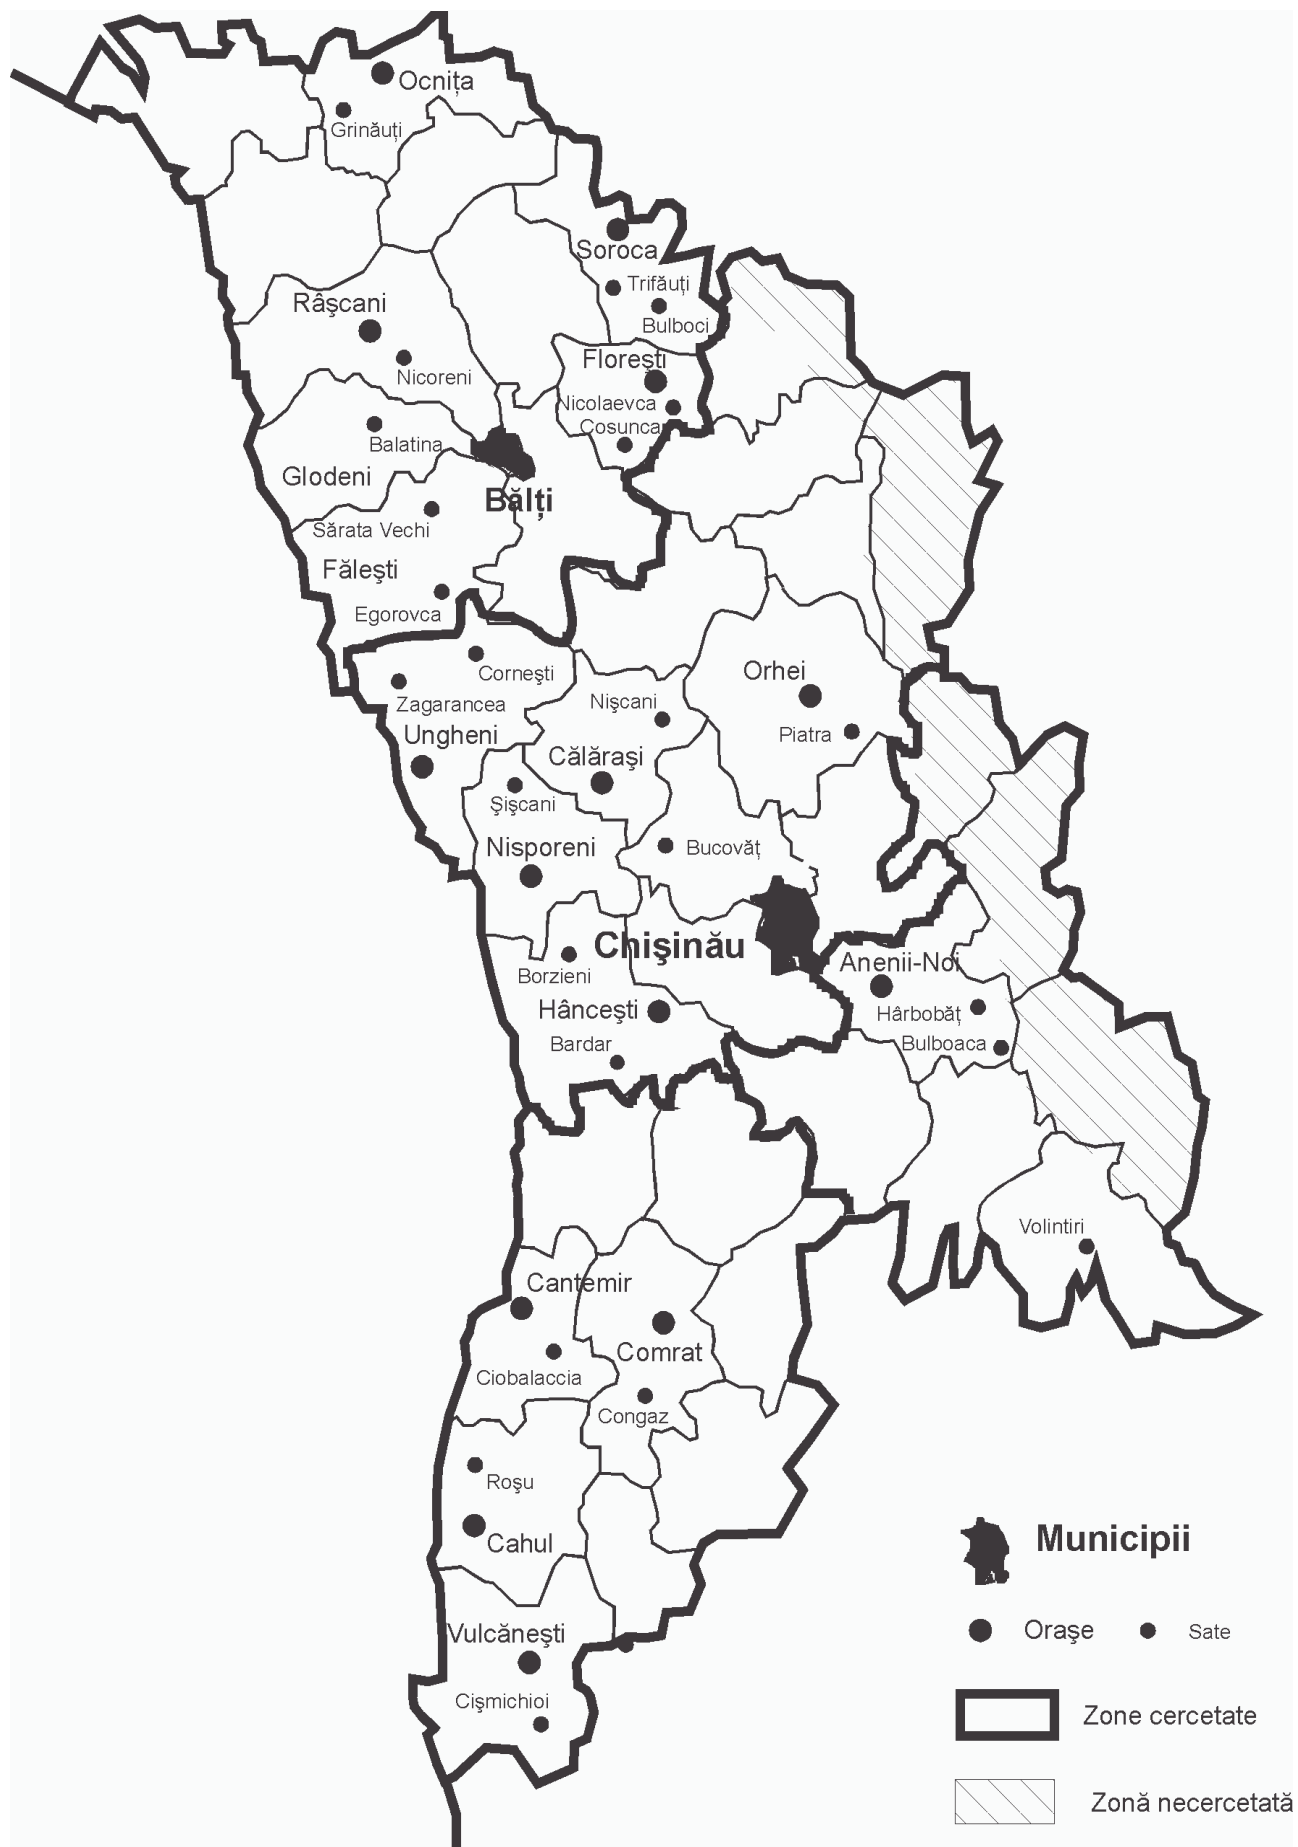 Ocnița
Grinăuți
Soroca
Trifăuți
Bulboci
Râşcani
Nicoreni
Floreşti
Nicolaevca
Cosunca
Balatina
Glodeni
Bălți
Sărata Vechi
Făleşti
Egorovca
Corneşti
Zagarancea
Ungheni
Nişcani
Orhei
Piatra
Călăraşi
Şişcani
Nisporeni
Bucovăț
Chişinău
Anenii-Noi
Borzieni
Hânceşti
Hârbobăț
Bardar
Bulboaca
Volintiri
Cantemir
Comrat
Ciobalaccia
Congaz
Roşu
Cahul
Vulcăneşti
Cişmichioi
Municipii
Oraşe
Sate
Zone cercetate
Zonă necercetată